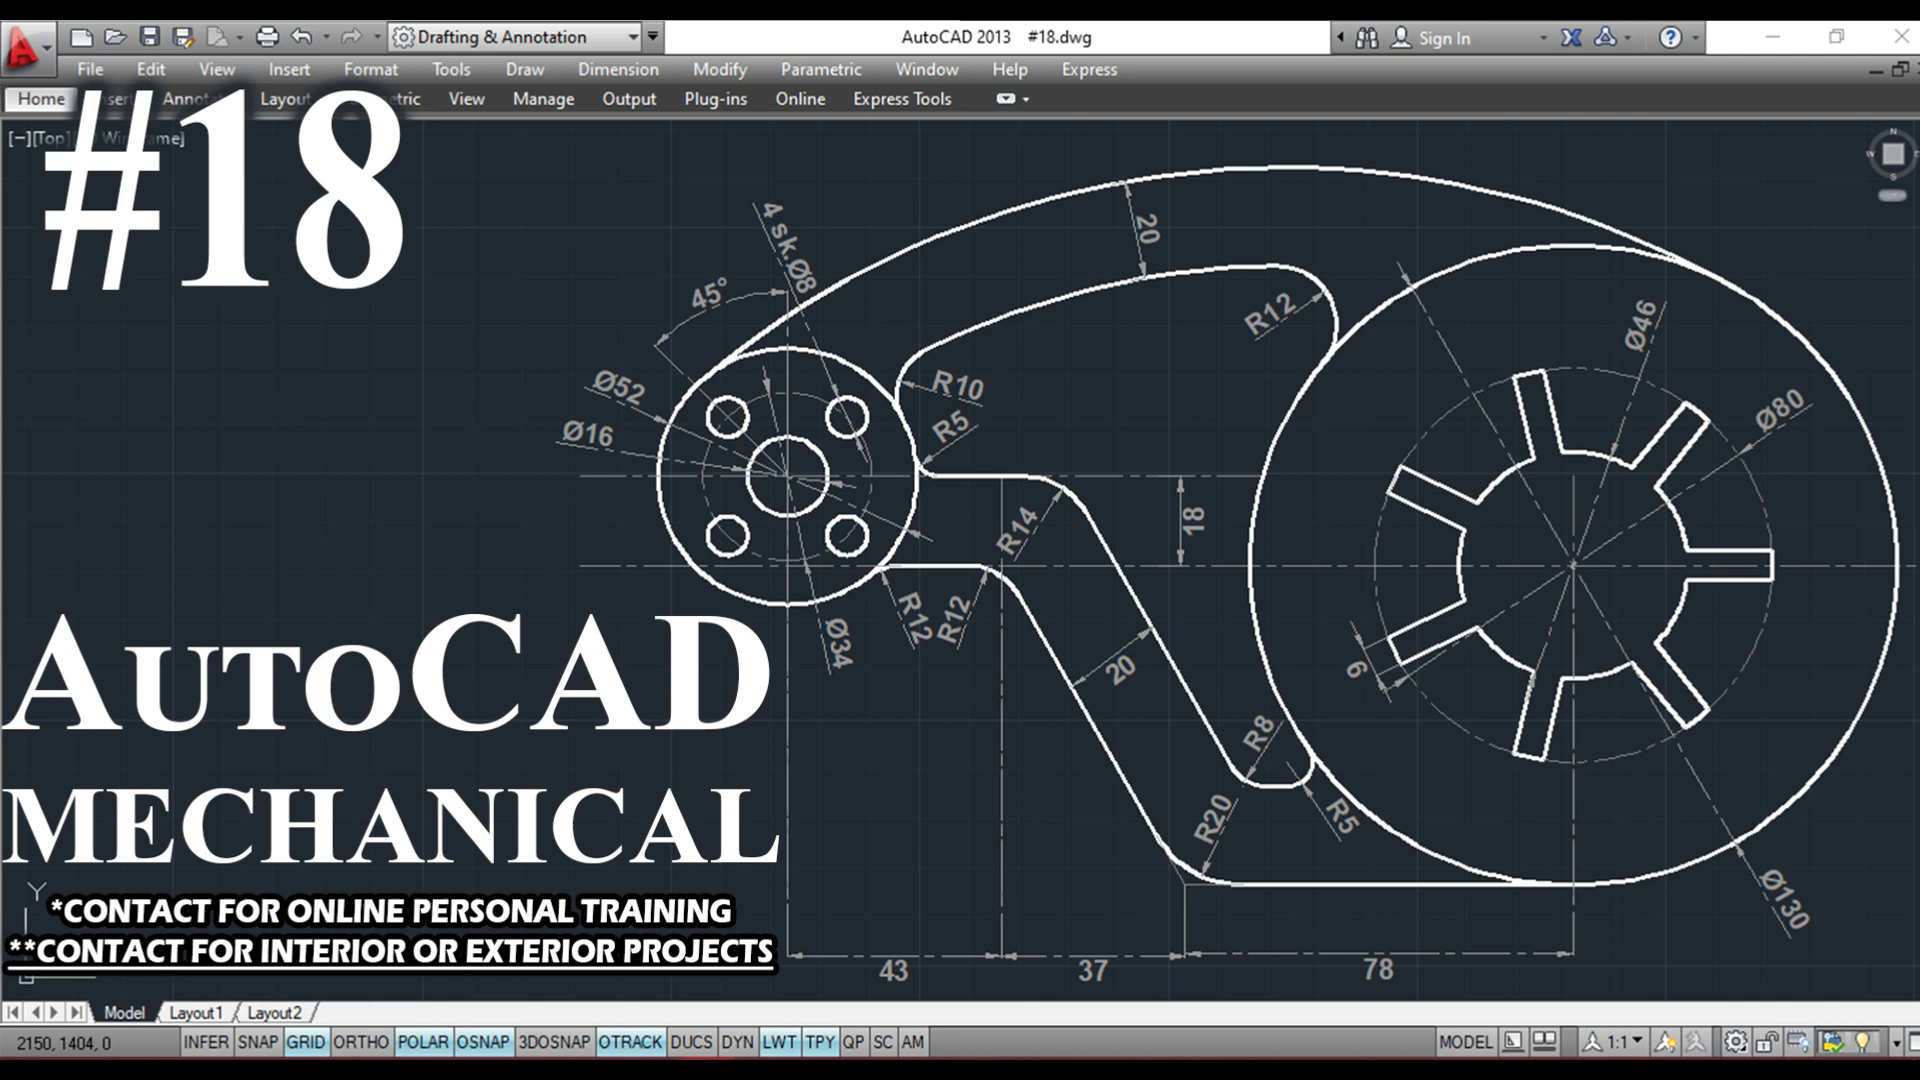 Drafting & Annotation
AutoCAD 2013 #18.dwg
Sign In
File Edit View Insert Format Tools Draw Dimension Modify Parametric Window Help Express
Home Layout View Manage Output Plug-ins Online Express Tools
[−][Top]
#18
N
W
S
4 sk.Ø8
20
45°
R12
Ø46
Ø52
R10
Ø80
Ø16
R5
R14
18
R12
R12
Ø34
20
6
R8
R20
R5
Ø130
43
37
78
AUTOCAD
MECHANICAL
Y
*CONTACT FOR ONLINE PERSONAL TRAINING
**CONTACT FOR INTERIOR OR EXTERIOR PROJECTS
Model Layout1 Layout2
2150, 1404, 0 INFER SNAP GRID ORTHO POLAR OSNAP 3DOSNAP OTRACK DUCS DYN LWT TPY QP SC AM MODEL 1:1